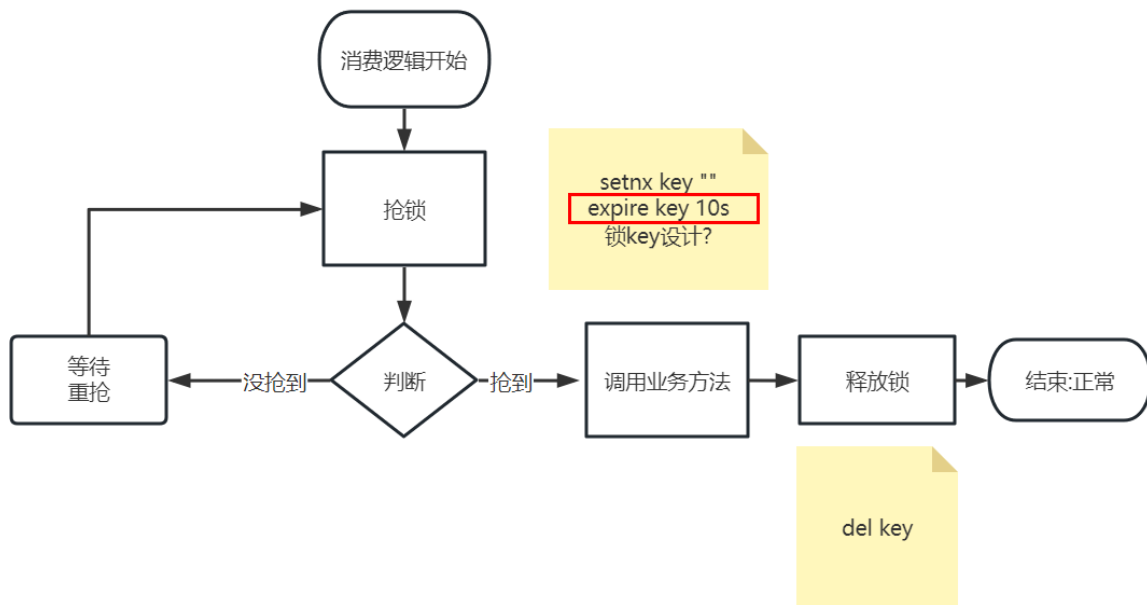 消费逻辑开始
抢锁
setnx key ""
expire key 10s
锁key设计?
等待
重抢
没抢到
判断
抢到
调用业务方法
释放锁
结束:正常
del key